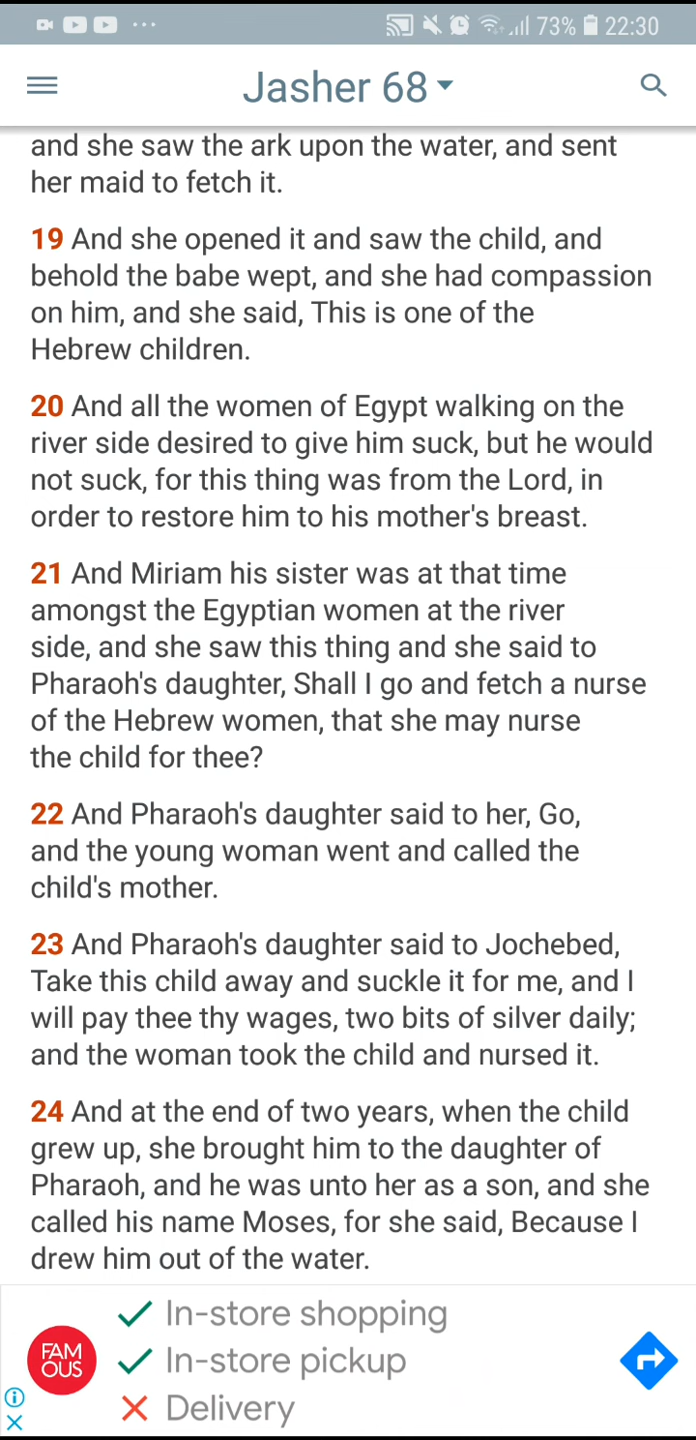 73% 22:30
Jasher 68
and she saw the ark upon the water, and sent
her maid to fetch it.
19 And she opened it and saw the child, and
behold the babe wept, and she had compassion
on him, and she said, This is one of the
Hebrew children.
20 And all the women of Egypt walking on the
river side desired to give him suck, but he would
not suck, for this thing was from the Lord, in
order to restore him to his mother's breast.
21 And Miriam his sister was at that time
amongst the Egyptian women at the river
side, and she saw this thing and she said to
Pharaoh's daughter, Shall I go and fetch a nurse
of the Hebrew women, that she may nurse
the child for thee?
22 And Pharaoh's daughter said to her, Go,
and the young woman went and called the
child's mother.
23 And Pharaoh's daughter said to Jochebed,
Take this child away and suckle it for me, and I
will pay thee thy wages, two bits of silver daily;
and the woman took the child and nursed it.
24 And at the end of two years, when the child
grew up, she brought him to the daughter of
Pharaoh, and he was unto her as a son, and she
called his name Moses, for she said, Because I
drew him out of the water.
FAM
OUS
In-store shopping
In-store pickup
Delivery